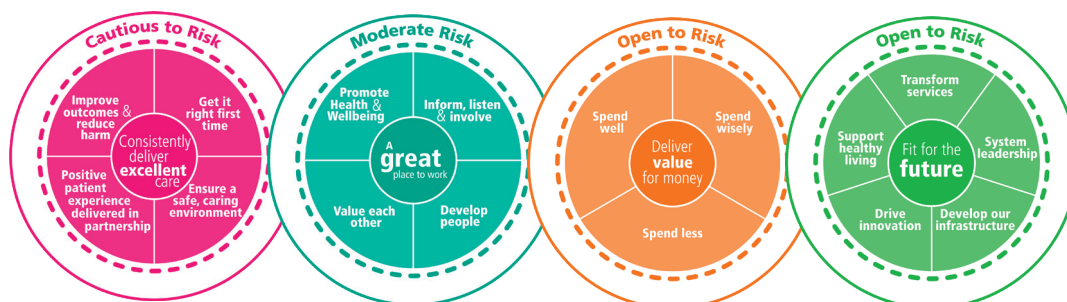 Cautious to Risk
Improve
outcomes &
reduce
harm
Get it
right first
time
Consistently
deliver
excellent
care
Positive
patient
experience
delivered in
partnership
Ensure a
safe, caring
environment
Moderate Risk
Promote
Health &
Wellbeing
Inform, listen
& involve
A
great
place to work
Value each
other
Develop
people
Open to Risk
Spend
well
Spend
wisely
Deliver
value
for money
Spend less
Open to Risk
Transform
services
Support
healthy
living
System
leadership
Fit for the
future
Drive
innovation
Develop our
infrastructure